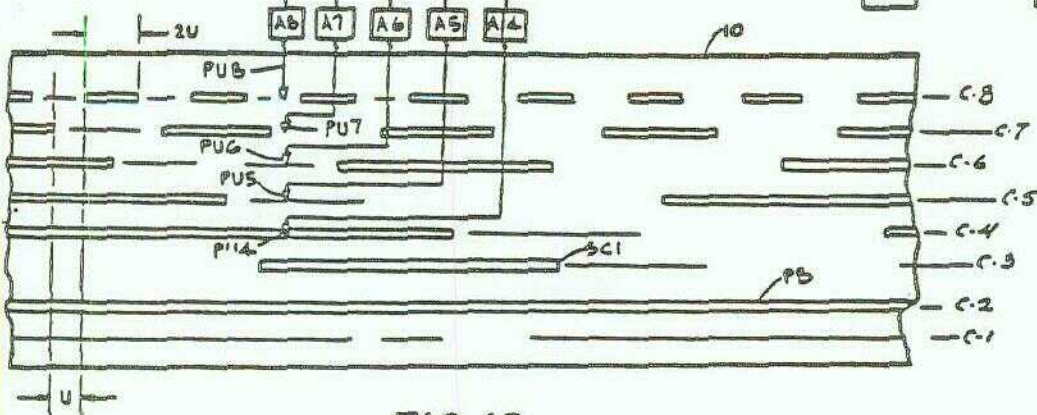 A8 A7 A6 A5 A4
2U
10
PU8
C-8
PU7
C-7
PU6
C-6
PU5
C-5
PU4
C-4
SC1
C-3
PB
C-2
C-1
U